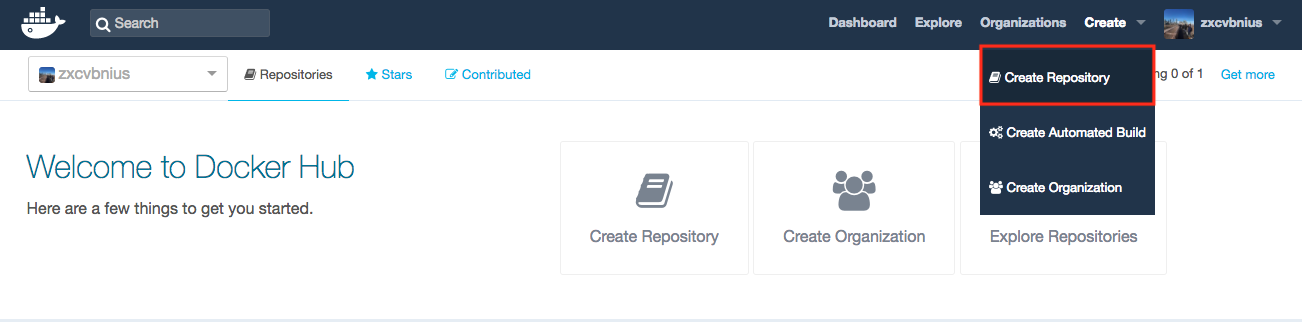 Search
Dashboard Explore Organizations Create zxcvbnius
zxcvbnius Repositories Stars Contributed Create Repository ng 0 of 1 Get more
Create Automated Build
Create Organization
Welcome to Docker Hub
Here are a few things to get you started.
Create Repository Create Organization Explore Repositories